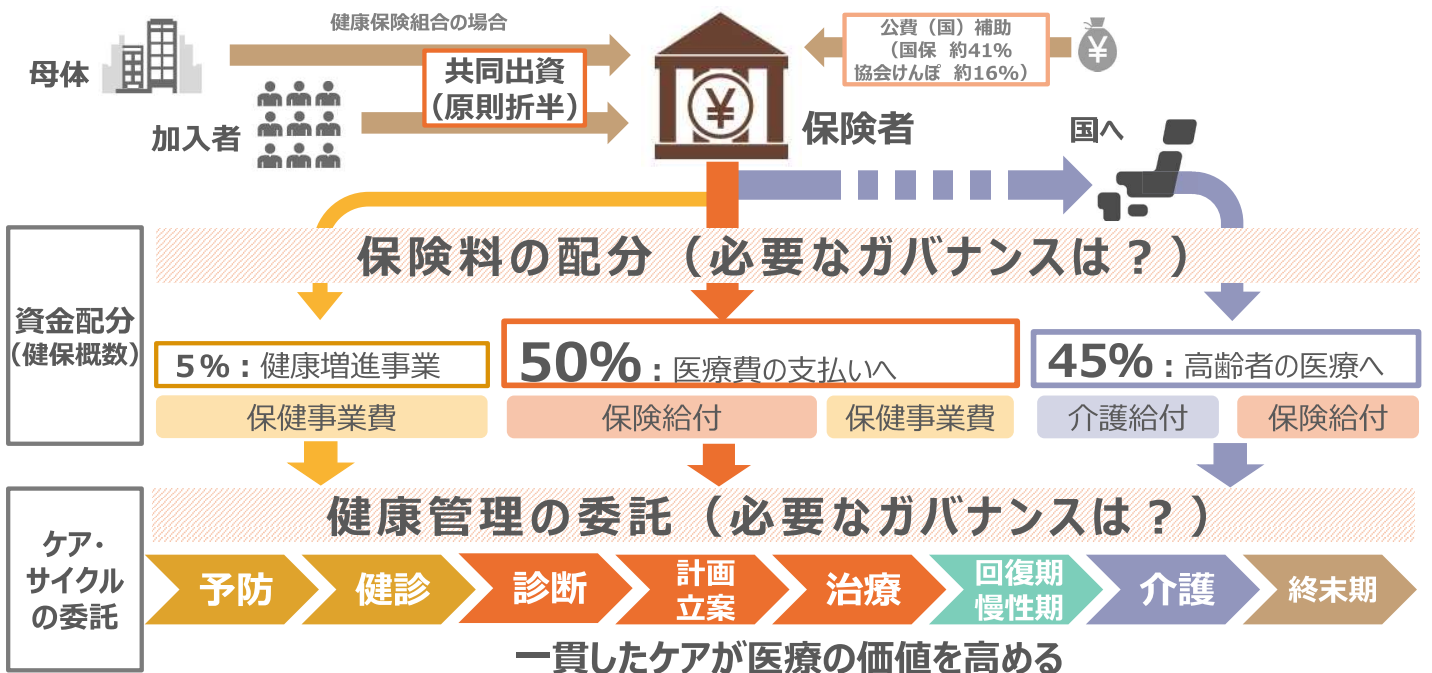 健康保険組合の場合
母体
共同出資
（原則折半）
加入者
¥
保険者
公費（国）補助
（国保 約41%
協会けんぽ 約16%）
¥
国へ
保険料の配分（必要なガバナンスは？）
資金配分
（健保概数）
5％：健康増進事業
50%：医療費の支払いへ
45%：高齢者の医療へ
保健事業費
保険給付
保健事業費
介護給付
保険給付
健康管理の委託（必要なガバナンスは？）
ケア・
サイクル
の委託
予防
健診
診断
計画
立案
治療
回復期
慢性期
介護
終末期
一貫したケアが医療の価値を高める